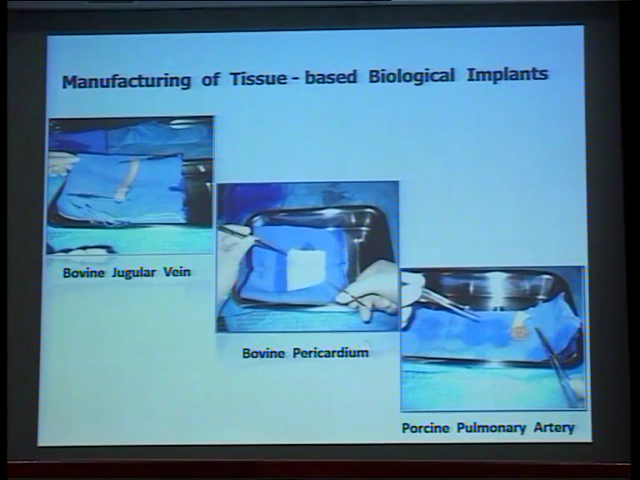 Manufacturing of Tissue - based Biological Implants
Bovine Jugular Vein
Bovine Pericardium
Porcine Pulmonary Artery